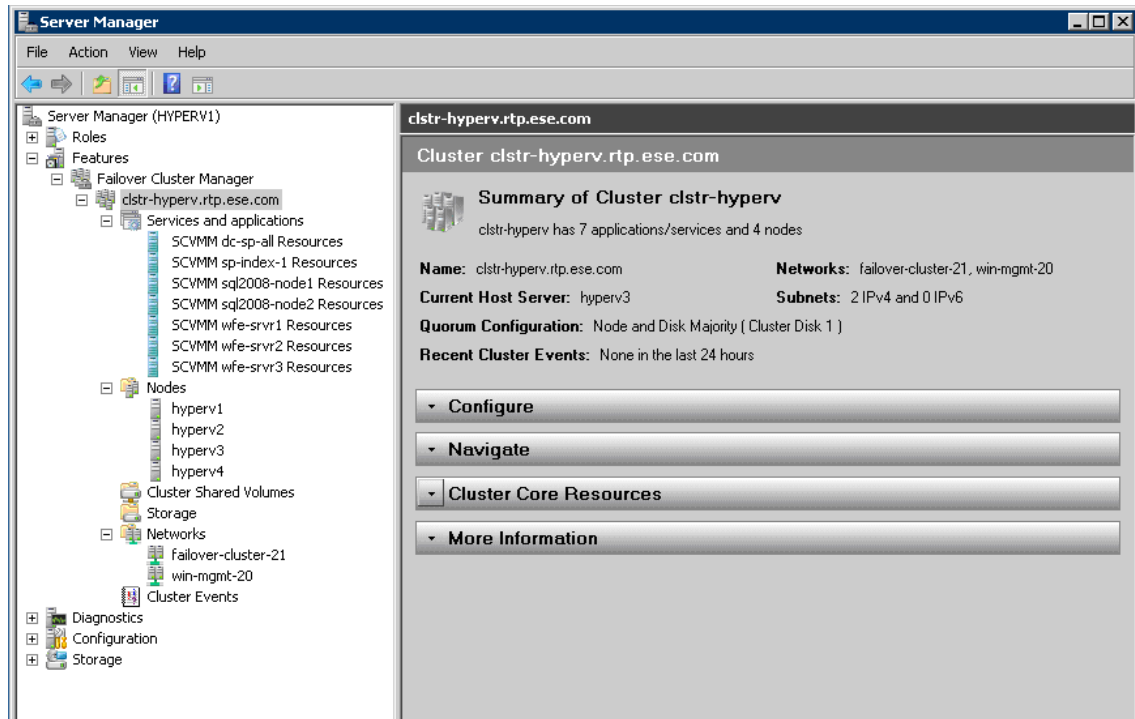 Server Manager
File Action View Help
Server Manager (HYPERV1)
Roles
Features
Failover Cluster Manager
clstr-hyperv.rtp.ese.com
Services and applications
SCVMM dc-sp-all Resources
SCVMM sp-index-1 Resources
SCVMM sql2008-node1 Resources
SCVMM sql2008-node2 Resources
SCVMM wfe-srvr1 Resources
SCVMM wfe-srvr2 Resources
SCVMM wfe-srvr3 Resources
Nodes
hyperv1
hyperv2
hyperv3
hyperv4
Cluster Shared Volumes
Storage
Networks
failover-cluster-21
win-mgmt-20
Cluster Events
Diagnostics
Configuration
Storage
clstr-hyperv.rtp.ese.com
Cluster clstr-hyperv.rtp.ese.com
Summary of Cluster clstr-hyperv
clstr-hyperv has 7 applications/services and 4 nodes
Name: clstr-hyperv.rtp.ese.com Networks: failover-cluster-21, win-mgmt-20
Current Host Server: hyperv3 Subnets: 2 IPv4 and 0 IPv6
Quorum Configuration: Node and Disk Majority ( Cluster Disk 1 )
Recent Cluster Events: None in the last 24 hours
Configure
Navigate
Cluster Core Resources
More Information